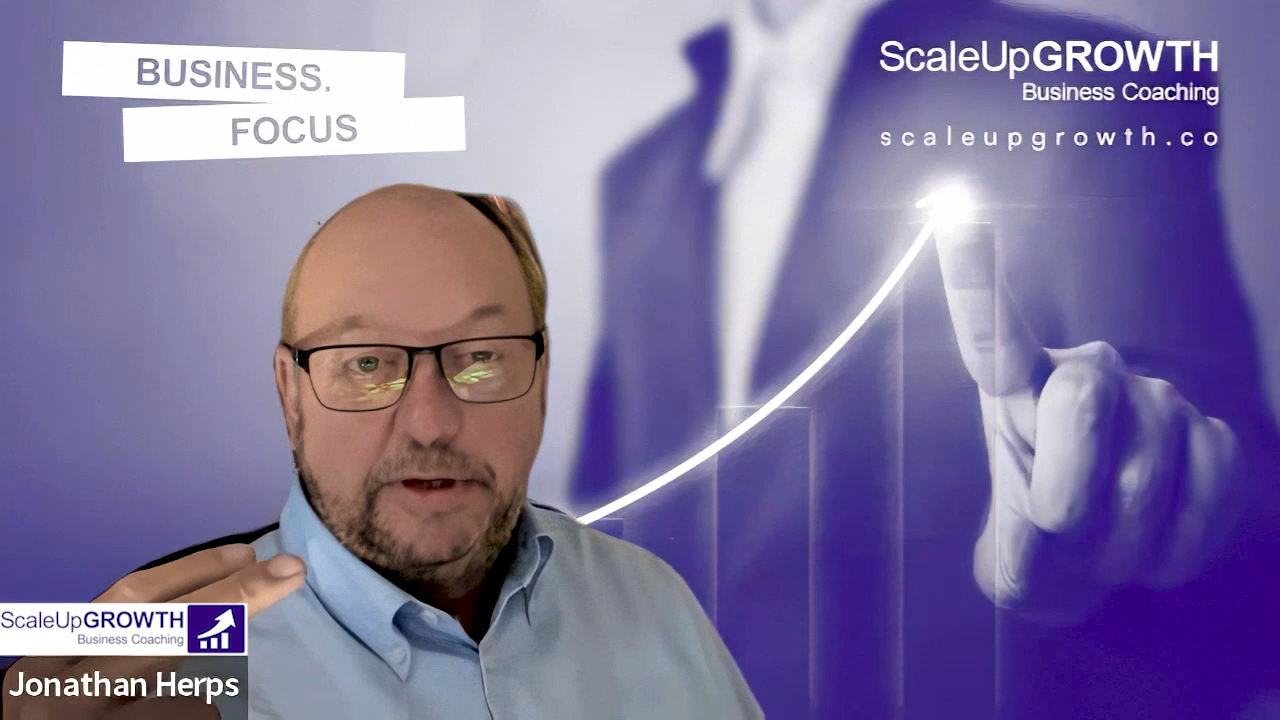 BUSINESS.
FOCUS
ScaleUpGROWTH
Business Coaching
scaleupgrowth.co
ScaleUpGROWTH
Business Coaching
Jonathan Herps